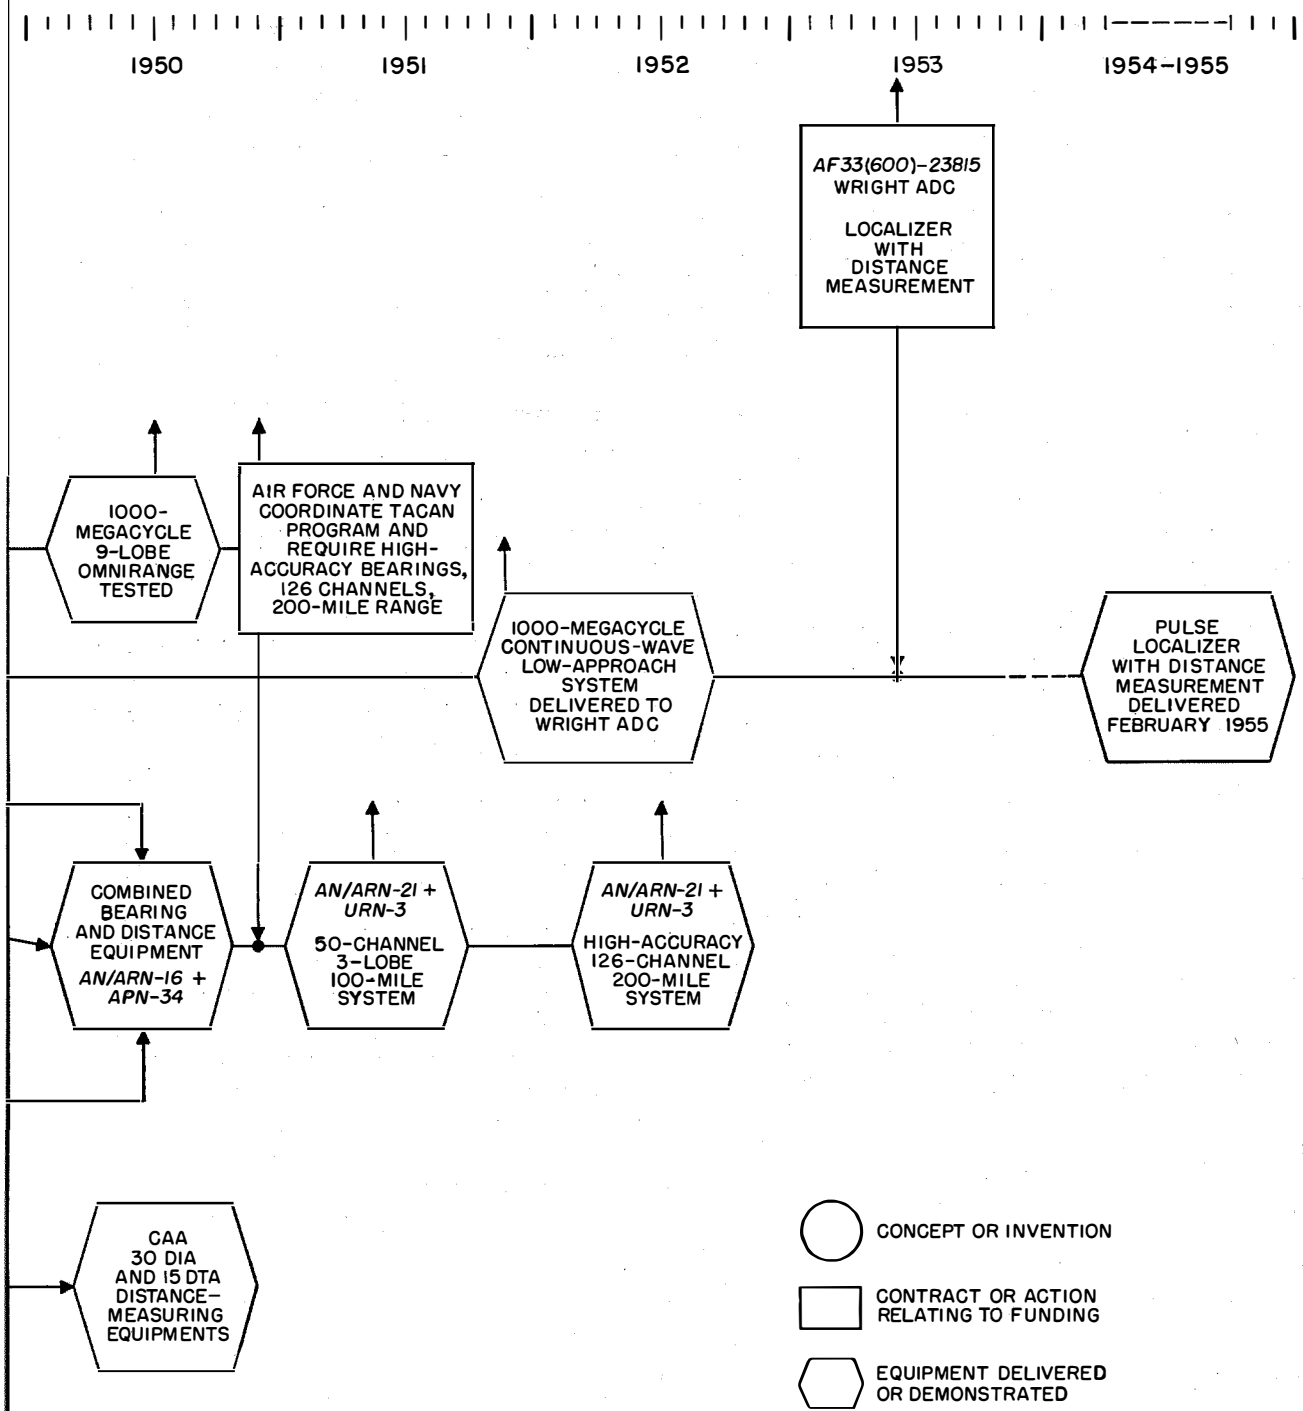 1950
1951
1952
1953
1954-1955
AF33(600)-23815
WRIGHT ADC
LOCALIZER
WITH
DISTANCE
MEASUREMENT
1000-
MEGACYCLE
9-LOBE
OMNIRANGE
TESTED
AIR FORCE AND NAVY
COORDINATE TACAN
PROGRAM AND
REQUIRE HIGH-
ACCURACY BEARINGS,
126 CHANNELS,
200-MILE RANGE
1000-MEGACYCLE
CONTINUOUS-WAVE
LOW-APPROACH
SYSTEM
DELIVERED TO
WRIGHT ADC
PULSE
LOCALIZER
WITH DISTANCE
MEASUREMENT
DELIVERED
FEBRUARY 1955
COMBINED
BEARING
AND DISTANCE
EQUIPMENT
AN/ARN-16 +
APN-34
AN/ARN-21 +
URN-3
50-CHANNEL
3-LOBE
100-MILE
SYSTEM
AN/ARN-21 +
URN-3
HIGH-ACCURACY
126-CHANNEL
200-MILE
SYSTEM
CAA
30 DIA
AND 15 DTA
DISTANCE-
MEASURING
EQUIPMENTS
CONCEPT OR INVENTION
CONTRACT OR ACTION
RELATING TO FUNDING
EQUIPMENT DELIVERED
OR DEMONSTRATED